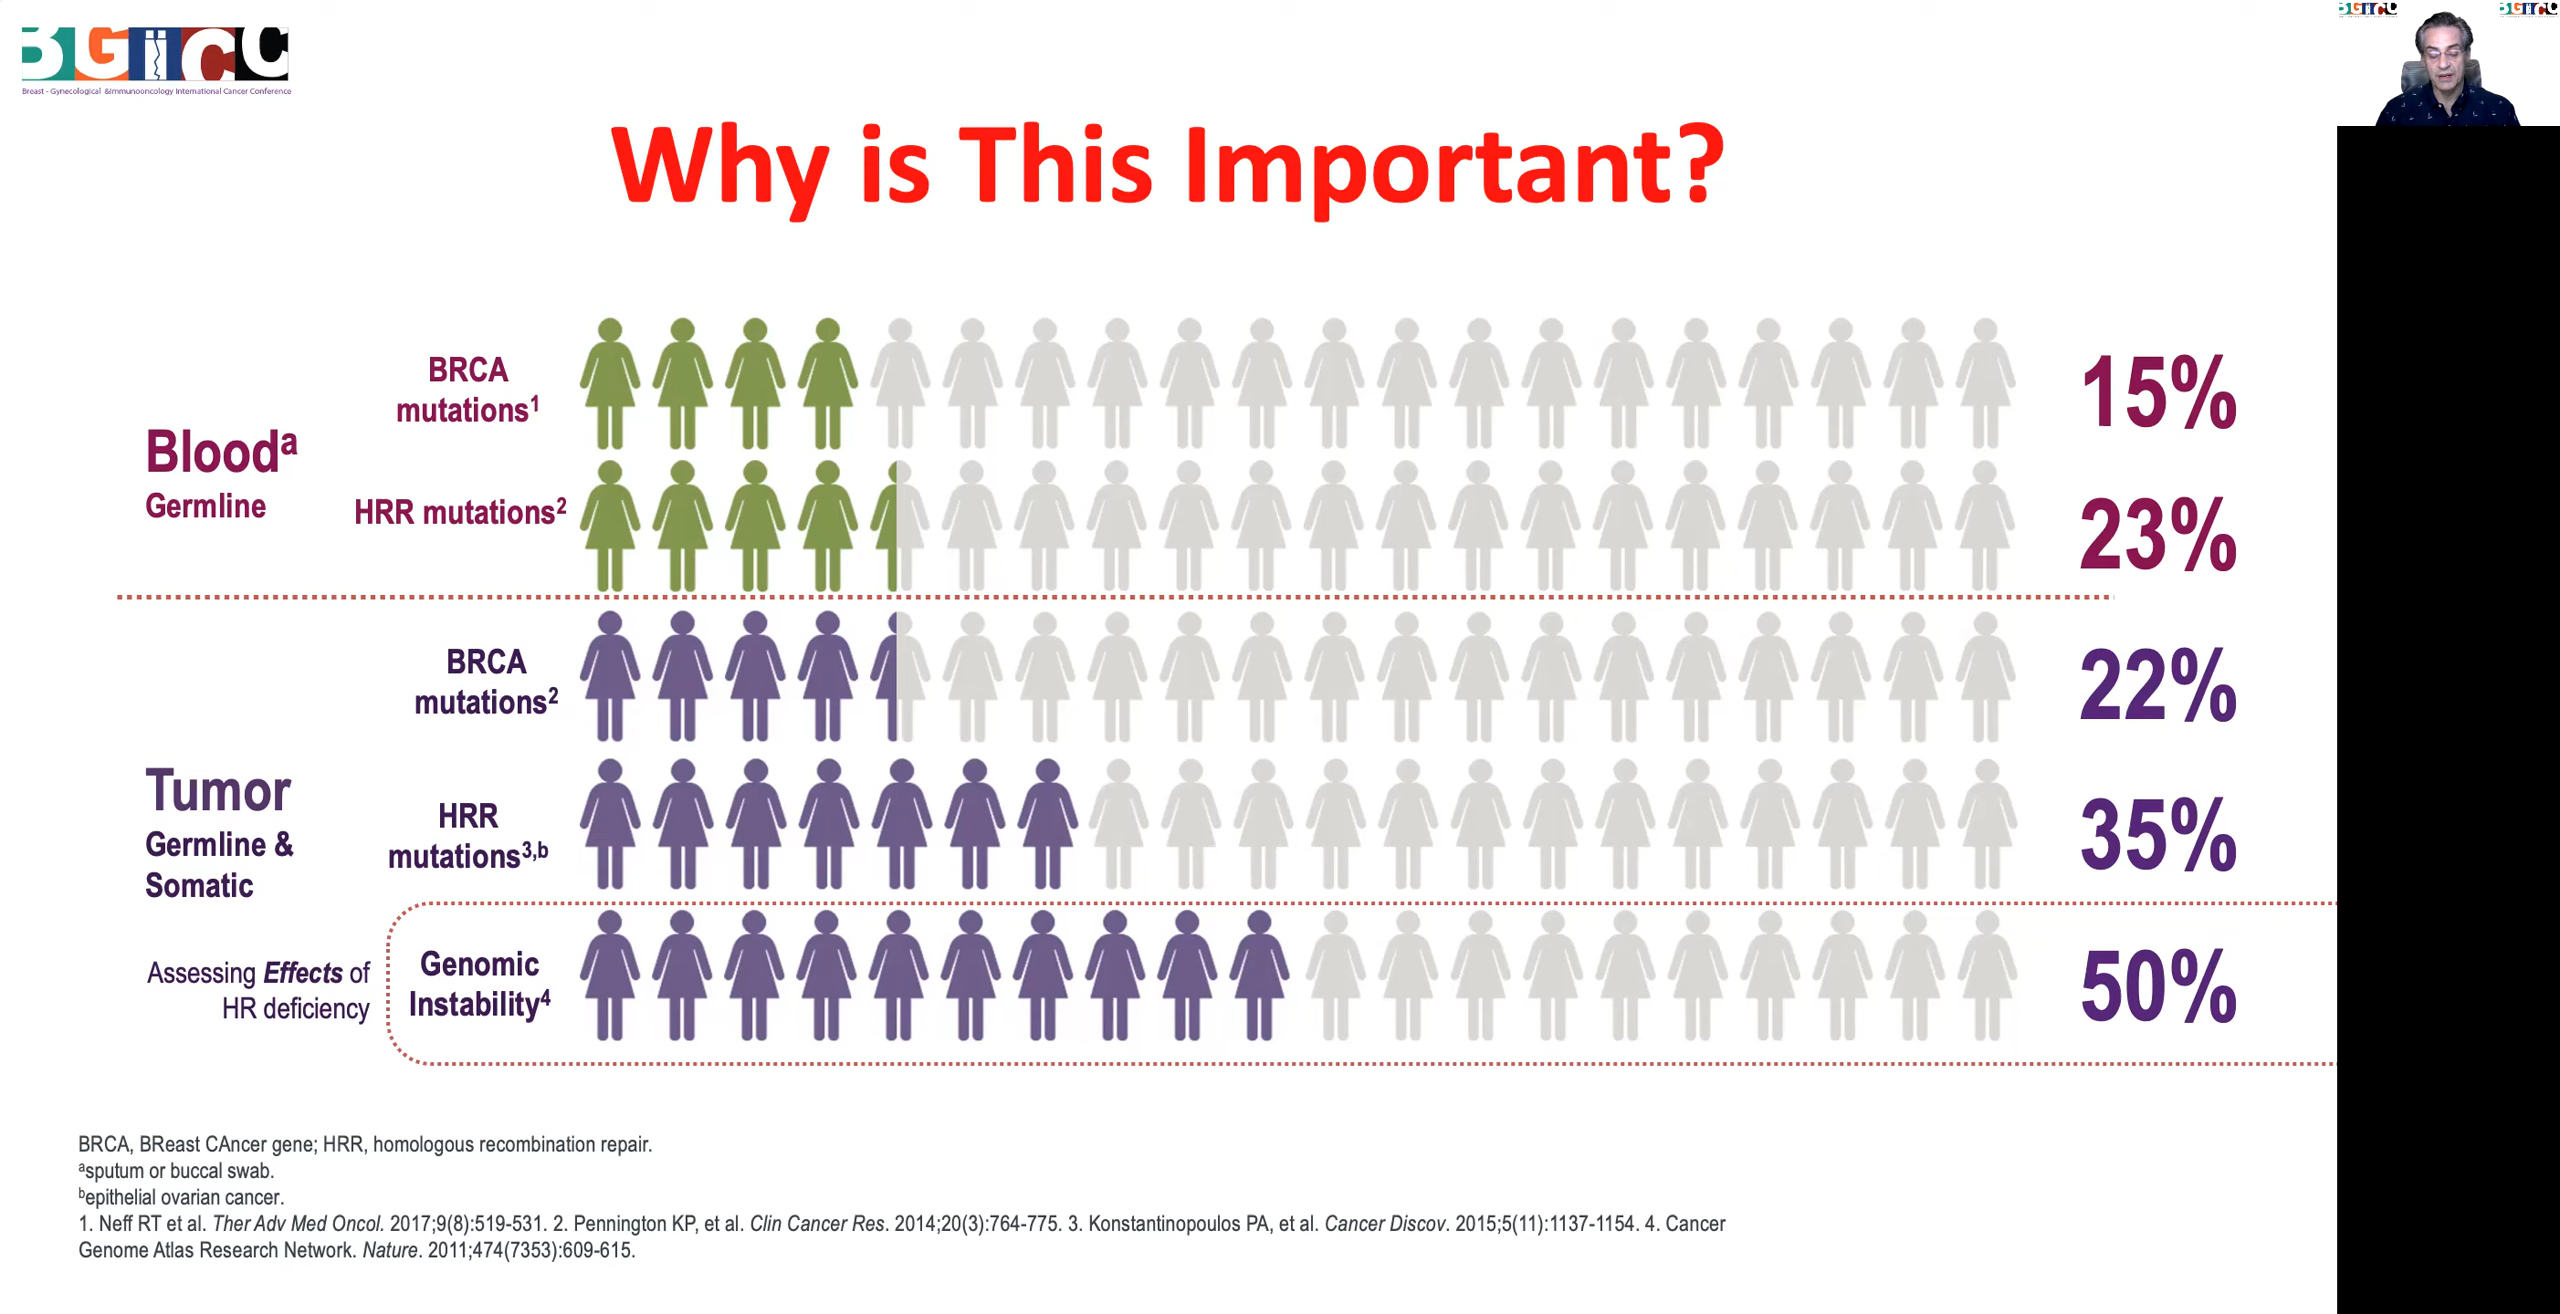 BGiCC
Breast - Gynecological &Immunooncology International Cancer Conference
BGiCC BGiCC
Why is This Important?
Bloodᵃ
Germline
BRCA
mutations¹
15%
HRR mutations²
23%
Tumor
Germline &
Somatic
BRCA
mutations²
22%
HRR
mutations³,ᵇ
35%
Assessing Effects of
HR deficiency
Genomic
Instability⁴
50%
BRCA, BReast CAncer gene; HRR, homologous recombination repair.
ᵃsputum or buccal swab.
ᵇepithelial ovarian cancer.
1. Neff RT et al. Ther Adv Med Oncol. 2017;9(8):519-531. 2. Pennington KP, et al. Clin Cancer Res. 2014;20(3):764-775. 3. Konstantinopoulos PA, et al. Cancer Discov. 2015;5(11):1137-1154. 4. Cancer
Genome Atlas Research Network. Nature. 2011;474(7353):609-615.